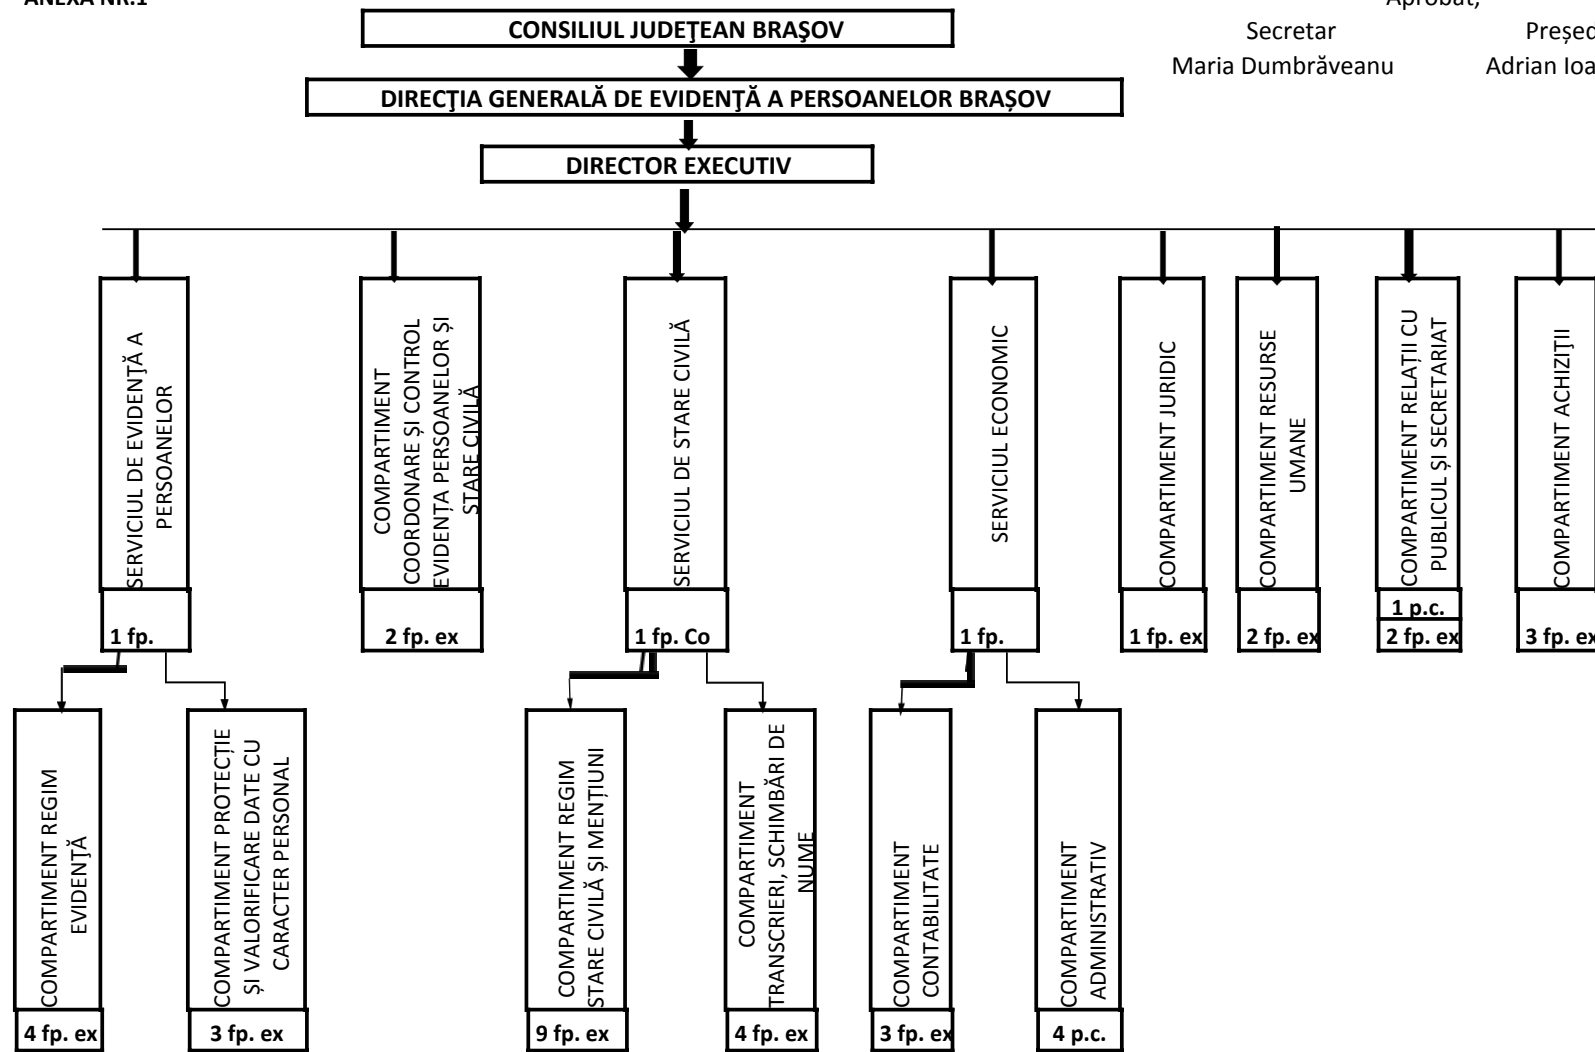 ANEXA NR.1
Aprobat,
CONSILIUL JUDEŢEAN BRAŞOV
Secretar
Maria Dumbrăveanu
Adrian
DIRECŢIA GENERALĂ DE EVIDENŢĂ A PERSOANELOR BRAȘOV
DIRECTOR EXECUTIV
SERVICIUL DE EVIDENŢĂ A
PERSOANELOR
1 fp.
COMPARTIMENT
COORDONARE ȘI CONTROL
EVIDENȚA PERSOANELOR ȘI
STARE CIVILĂ
2 fp. ex
SERVICIUL DE STARE CIVILĂ
1 fp. Co
SERVICIUL ECONOMIC
1 fp.
COMPARTIMENT JURIDIC
1 fp. ex
COMPARTIMENT RESURSE
UMANE
2 fp. ex
COMPARTIMENT RELAȚII CU
PUBLICUL ȘI SECRETARIAT
1 p.c.
2 fp. ex
COMPARTIMENT ACHIZIŢII
3 fp. ex
COMPARTIMENT REGIM
EVIDENŢĂ
4 fp. ex
COMPARTIMENT PROTECȚIE
ȘI VALORIFICARE DATE CU
CARACTER PERSONAL
3 fp. ex
COMPARTIMENT REGIM
STARE CIVILĂ ȘI MENȚIUNI
9 fp. ex
COMPARTIMENT
TRANSCRIERI, SCHIMBĂRI DE
NUME
4 fp. ex
COMPARTIMENT
CONTABILITATE
3 fp. ex
COMPARTIMENT
ADMINISTRATIV
4 p.c.